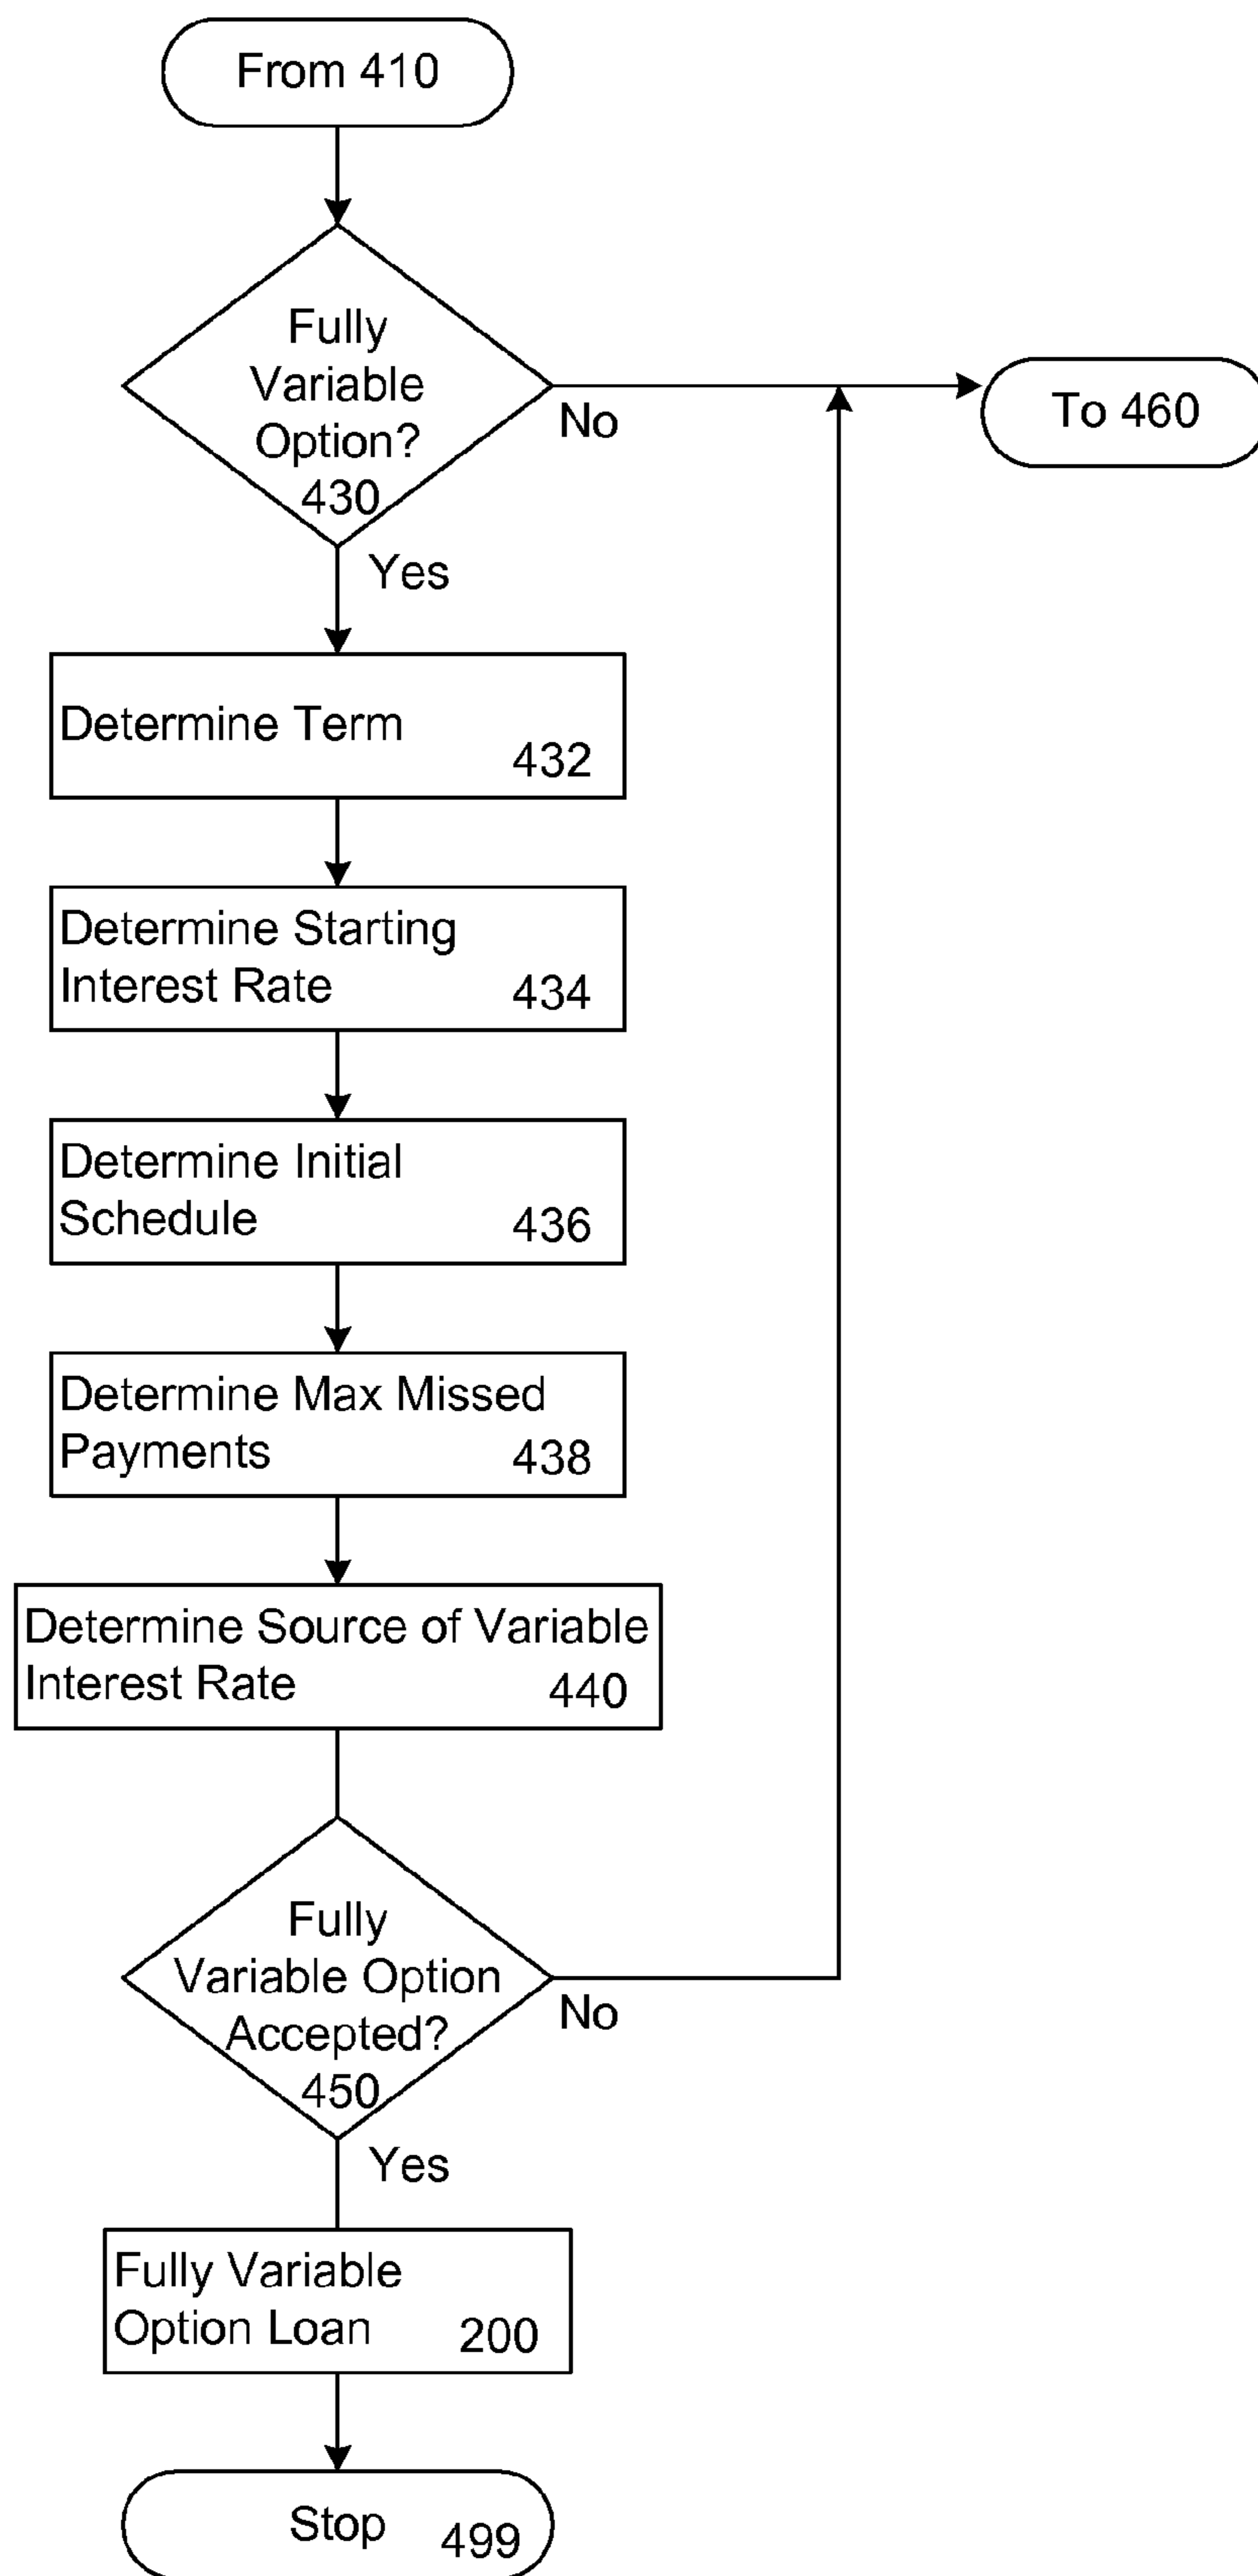 From 410
Fully
Variable
Option?
430
No
To 460
Yes
Determine Term
432
Determine Starting
Interest Rate 434
Determine Initial
Schedule 436
Determine Max Missed
Payments 438
Determine Source of Variable
Interest Rate 440
Fully
Variable Option
Accepted?
450
No
Yes
Fully Variable
Option Loan 200
Stop 499